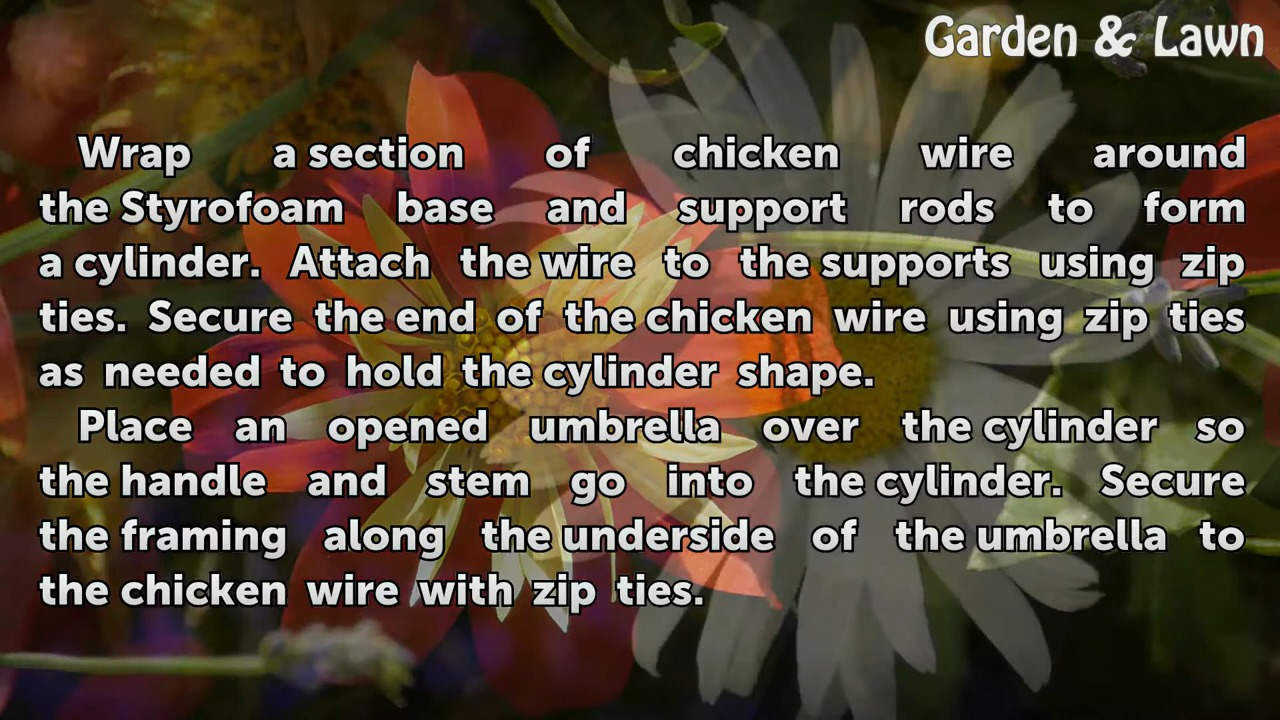 Garden & Lawn
Wrap a section of chicken wire around
the Styrofoam base and support rods to form
a cylinder. Attach the wire to the supports using zip
ties. Secure the end of the chicken wire using zip ties
as needed to hold the cylinder shape.
Place an opened umbrella over the cylinder so
the handle and stem go into the cylinder. Secure
the framing along the underside of the umbrella to
the chicken wire with zip ties.